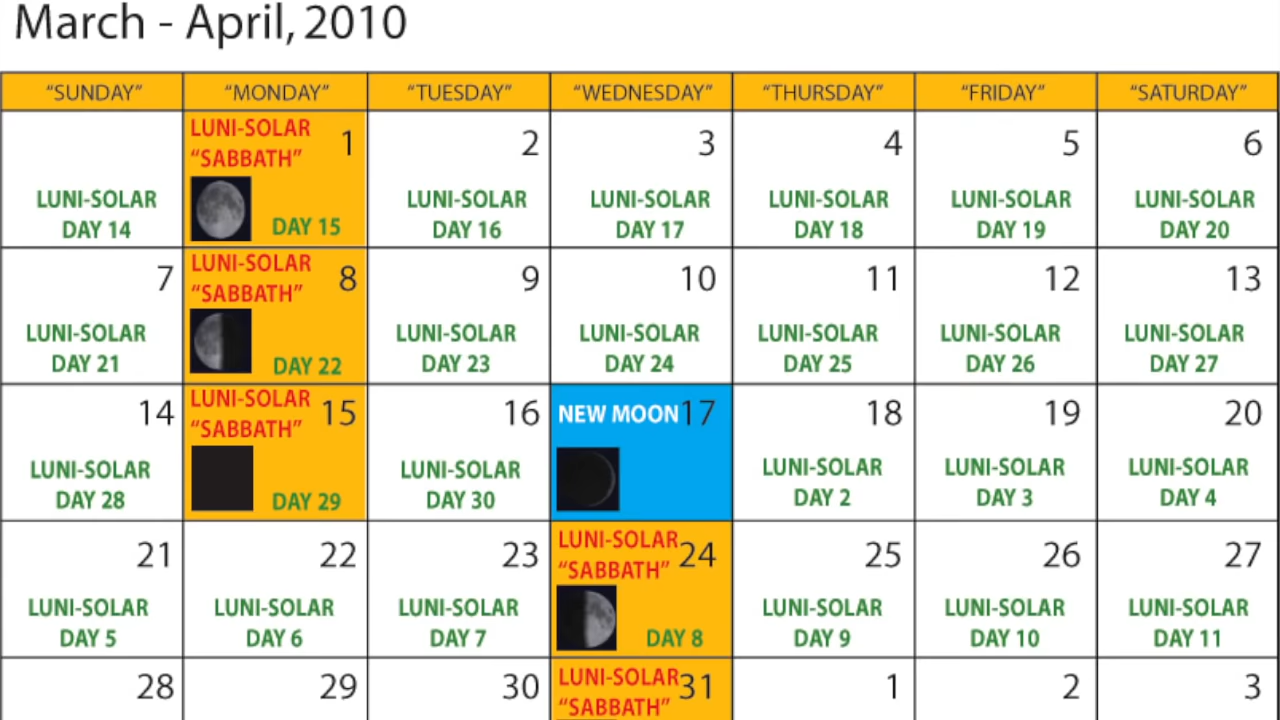 March - April, 2010
“SUNDAY” “MONDAY” “TUESDAY” “WEDNESDAY” “THURSDAY” “FRIDAY” “SATURDAY”
LUNI-SOLAR
DAY 14
LUNI-SOLAR 1
“SABBATH”
DAY 15
2
LUNI-SOLAR
DAY 16
3
LUNI-SOLAR
DAY 17
4
LUNI-SOLAR
DAY 18
5
LUNI-SOLAR
DAY 19
6
LUNI-SOLAR
DAY 20
7
LUNI-SOLAR
DAY 21
LUNI-SOLAR 8
“SABBATH”
DAY 22
9
LUNI-SOLAR
DAY 23
10
LUNI-SOLAR
DAY 24
11
LUNI-SOLAR
DAY 25
12
LUNI-SOLAR
DAY 26
13
LUNI-SOLAR
DAY 27
14
LUNI-SOLAR
DAY 28
LUNI-SOLAR 15
“SABBATH”
DAY 29
16
LUNI-SOLAR
DAY 30
NEW MOON 17
18
LUNI-SOLAR
DAY 2
19
LUNI-SOLAR
DAY 3
20
LUNI-SOLAR
DAY 4
21
LUNI-SOLAR
DAY 5
22
LUNI-SOLAR
DAY 6
23
LUNI-SOLAR
DAY 7
LUNI-SOLAR 24
“SABBATH”
DAY 8
25
LUNI-SOLAR
DAY 9
26
LUNI-SOLAR
DAY 10
27
LUNI-SOLAR
DAY 11
28
29
30
LUNI-SOLAR 31
“SABBATH”
1
2
3